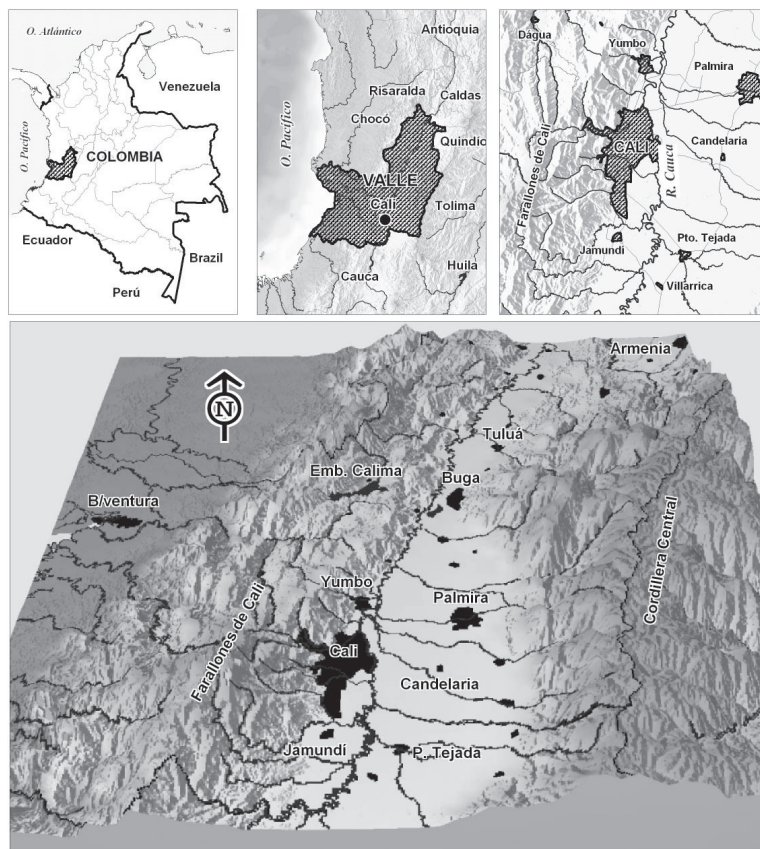 O. Atlántico
Venezuela
O. Pacífico
COLOMBIA
Ecuador
Brazil
Perú
Antioquia
Risaralda
Caldas
Chocó
O. Pacífico
Quindio
VALLE
Cali
Tolima
Cauca
Huila
Dágua
Yumbo
Palmira
Farallones de Cali
CALI
R. Cauca
Candelaria
Jamundí
Pto. Tejada
Villarrica
N
Armenia
Tuluá
Emb. Calima
Buga
B/ventura
Cordillera Central
Yumbo
Palmira
Farallones de Cali
Cali
Candelaria
Jamundí
P. Tejada